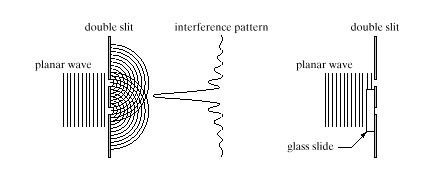 double slit
interference pattern
planar wave
double slit
planar wave
glass slide